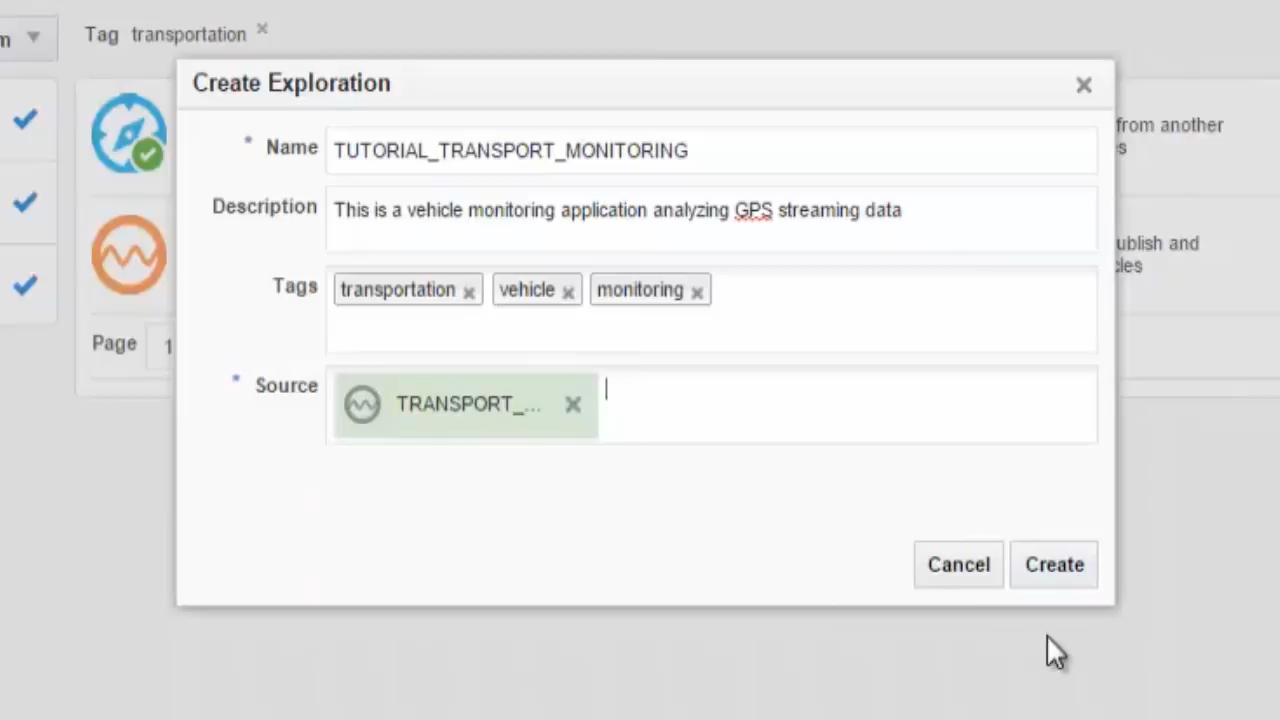 m
Tag transportation
Create Exploration
from another
* Name TUTORIAL_TRANSPORT_MONITORING
Description This is a vehicle monitoring application analyzing GPS streaming data
ublish and
Tags transportation vehicle monitoring
Page 1
* Source TRANSPORT_...
Cancel Create